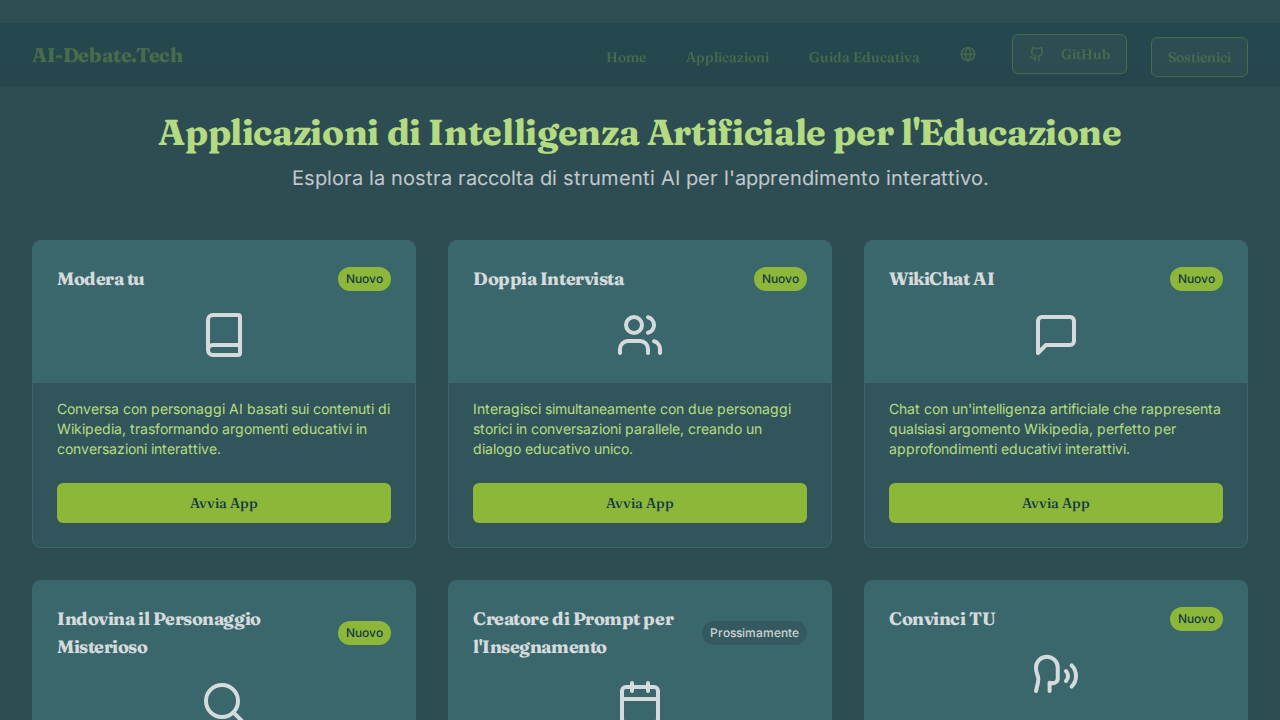 AI-Debate.Tech
Home
Applicazioni
Guida Educativa
GitHub
Sostienici
Applicazioni di Intelligenza Artificiale per l'Educazione
Esplora la nostra raccolta di strumenti AI per l'apprendimento interattivo.
Modera tu
Nuovo
Conversa con personaggi AI basati sui contenuti di
Wikipedia, trasformando argomenti educativi in
conversazioni interattive.
Avvia App
Doppia Intervista
Nuovo
Interagisci simultaneamente con due personaggi
storici in conversazioni parallele, creando un
dialogo educativo unico.
Avvia App
WikiChat AI
Nuovo
Chat con un'intelligenza artificiale che rappresenta
qualsiasi argomento Wikipedia, perfetto per
approfondimenti educativi interattivi.
Avvia App
Indovina il Personaggio
Misterioso
Nuovo
Creatore di Prompt per
l'Insegnamento
Prossimamente
Convinci TU
Nuovo